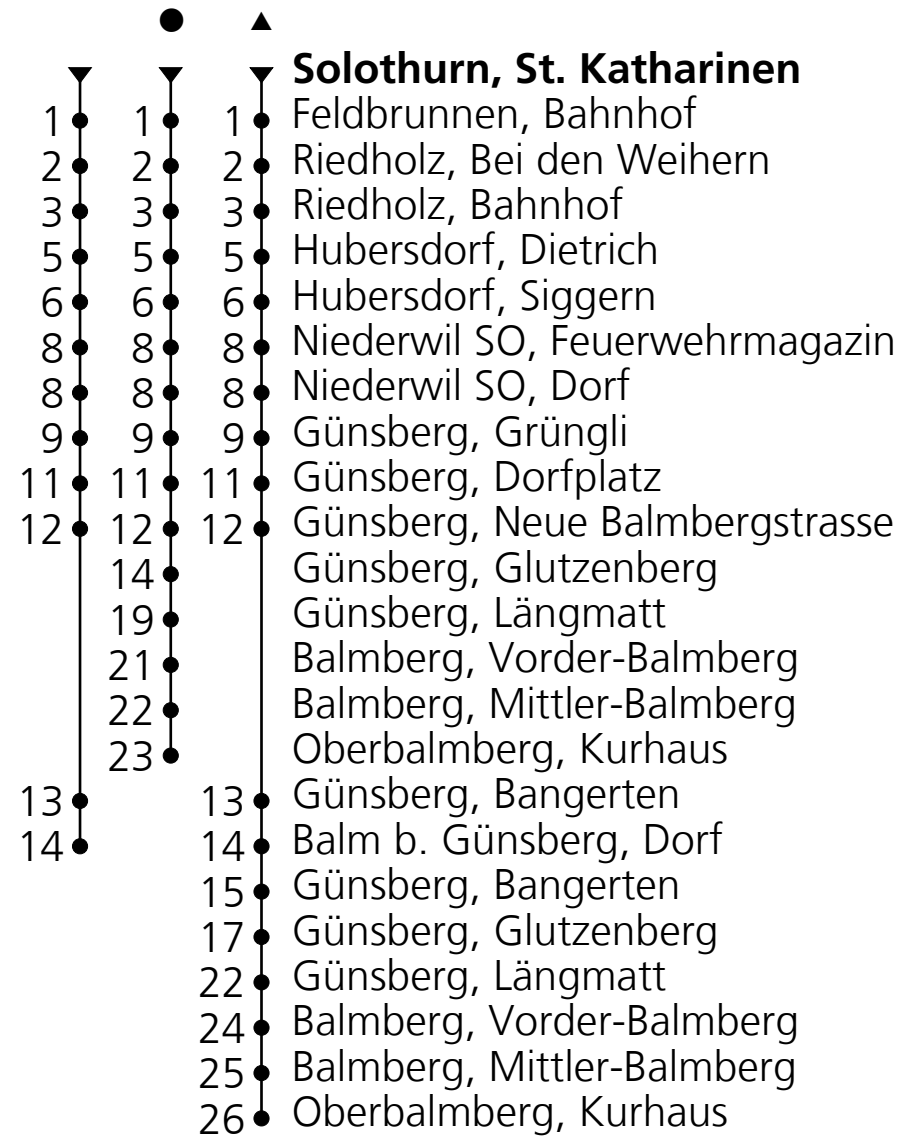 ● ▲
Solothurn, St. Katharinen
1 1 1 Feldbrunnen, Bahnhof
2 2 2 Riedholz, Bei den Weihern
3 3 3 Riedholz, Bahnhof
5 5 5 Hubersdorf, Dietrich
6 6 6 Hubersdorf, Siggern
8 8 8 Niederwil SO, Feuerwehrmagazin
8 8 8 Niederwil SO, Dorf
9 9 9 Günsberg, Grüngli
11 11 11 Günsberg, Dorfplatz
12 12 12 Günsberg, Neue Balmbergstrasse
14 Günsberg, Glutzenberg
19 Günsberg, Längmatt
21 Balmberg, Vorder-Balmberg
22 Balmberg, Mittler-Balmberg
23 Oberbalmberg, Kurhaus
13 13 Günsberg, Bangerten
14 14 Balm b. Günsberg, Dorf
15 Günsberg, Bangerten
17 Günsberg, Glutzenberg
22 Günsberg, Längmatt
24 Balmberg, Vorder-Balmberg
25 Balmberg, Mittler-Balmberg
26 Oberbalmberg, Kurhaus